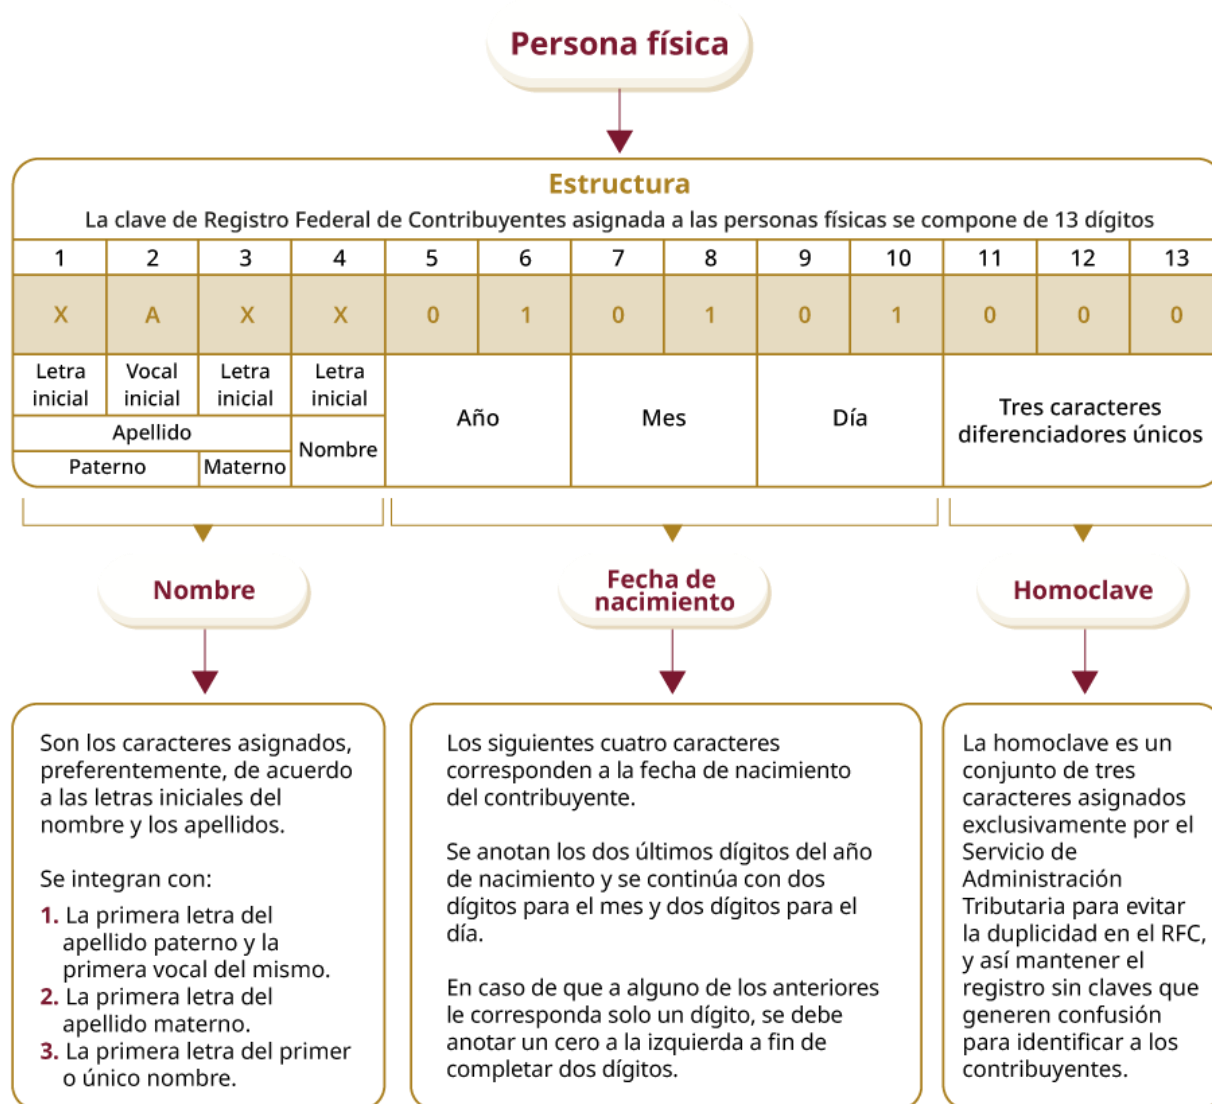 Persona física
Estructura
La clave de Registro Federal de Contribuyentes asignada a las personas físicas se compone de 13 dígitos
1 2 3 4 5 6 7 8 9 10 11 12 13
X A X X 0 1 0 1 0 1 0 0 0
Letra inicial
Vocal inicial
Letra inicial
Letra inicial
Apellido
Paterno
Materno
Nombre
Año
Mes
Día
Tres caracteres
diferenciadores únicos
Nombre
Son los caracteres asignados,
preferentemente, de acuerdo
a las letras iniciales del
nombre y los apellidos.
Se integran con:
1. La primera letra del
apellido paterno y la
primera vocal del mismo.
2. La primera letra del
apellido materno.
3. La primera letra del primer
o único nombre.
Fecha de
nacimiento
Los siguientes cuatro caracteres
corresponden a la fecha de nacimiento
del contribuyente.
Se anotan los dos últimos dígitos del año
de nacimiento y se continúa con dos
dígitos para el mes y dos dígitos para el
día.
En caso de que a alguno de los anteriores
le corresponda solo un dígito, se debe
anotar un cero a la izquierda a fin de
completar dos dígitos.
Homoclave
La homoclave es un
conjunto de tres
caracteres asignados
exclusivamente por el
Servicio de
Administración
Tributaria para evitar
la duplicidad en el RFC,
y así mantener el
registro sin claves que
generen confusión
para identificar a los
contribuyentes.